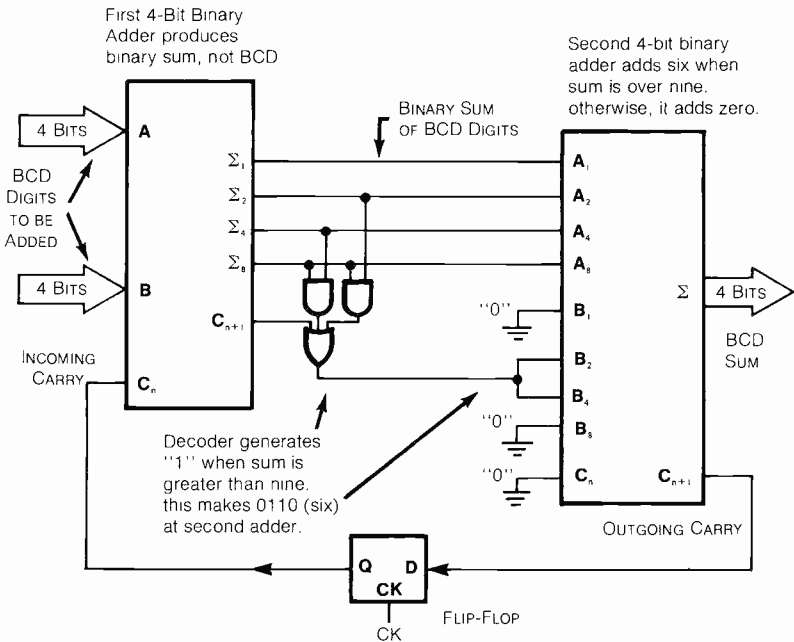 First 4-Bit Binary
Adder produces
binary sum, not BCD
Second 4-bit binary
adder adds six when
sum is over nine.
otherwise, it adds zero.
BINARY SUM
OF BCD DIGITS
4 BITS
A
BCD
DIGITS
TO BE
ADDED
4 BITS
B
Σ1
Σ2
Σ4
Σ8
Cn+1
Cn
INCOMING
CARRY
A1
A2
A4
A8
"0"
B1
B2
B4
"0"
B8
"0"
Cn
Σ
4 BITS
BCD
SUM
Cn+1
OUTGOING CARRY
Decoder generates
"1" when sum is
greater than nine.
this makes 0110 (six)
at second adder.
Q
D
CK
FLIP-FLOP
CK